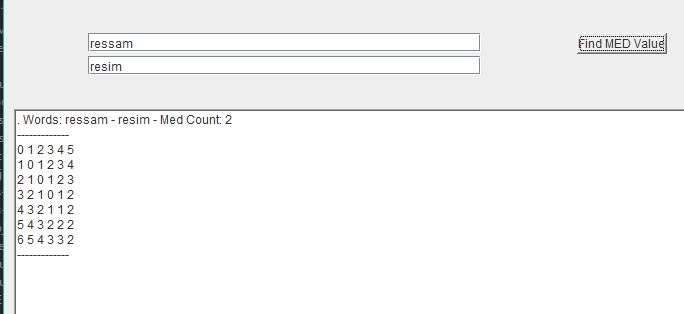 ressam
Find MED Value
resim
. Words: ressam - resim - Med Count: 2
-------------
0 1 2 3 4 5
1 0 1 2 3 4
2 1 0 1 2 3
3 2 1 0 1 2
4 3 2 1 1 2
5 4 3 2 2 2
6 5 4 3 3 2
-------------